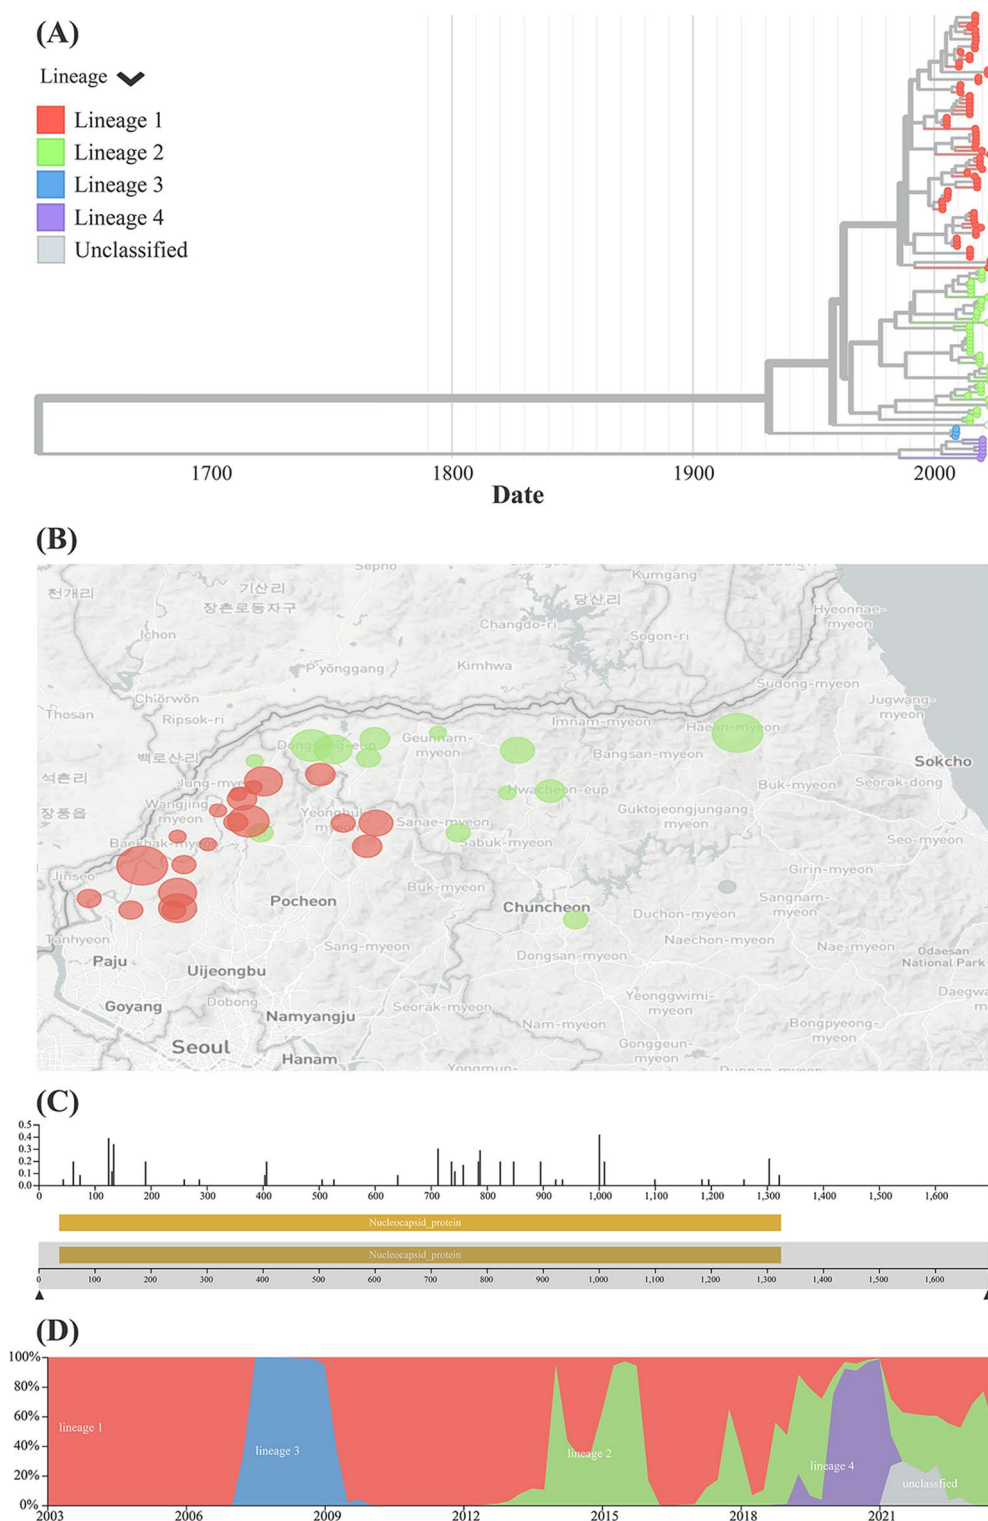 (A)
Lineage
Lineage 1
Lineage 2
Lineage 3
Lineage 4
Unclassified
1700 1800 1900 2000
Date
(B)
Sepho
Kumgang
천개리
기산리
장촌로동자구
당산리
Hyeonnae-
myeon
Changdo-ri
Ichon
Sogon-ri
P'yŏnggang
Kimhwa
Sudong-myeon
Chŏrwŏn
Jugwang-
myeon
Thosan
Ripsok-ri
Imnam-myeon
Haean-myeon
Geunnam-
myeon
백로산리
Bangsan-myeon
Sokcho
석촌리
Buk-myeon
Seorak-dong
Hwacheon-eup
장풍읍
Wangjing
myeon
Guktojeongjungang-
myeon
Sanae-myeon
Seo-myeon
Baekhak-myeon
Sabuk-myeon
Girin-myeon
Jinseo
Buk-myeon
Pocheon
Chuncheon
Sangnam-
myeon
Duchon-myeon
Tanhyeon
Sang-myeon
Naechon-myeon
Nae-myeon
Odaesan
National Park
Paju
Dongsan-myeon
Uijeongbu
Goyang
Dobong
Namyangju
Seorak-myeon
Yeonggwimi-
myeon
Daegwa
m
Nam-myeon
Bongpyeong-
myeon
Seoul
Gonggeun-
myeon
Hanam
(C)
0.5
0.4
0.3
0.2
0.1
0.0
0 100 200 300 400 500 600 700 800 900 1,000 1,100 1,200 1,300 1,400 1,500 1,600
Nucleocapsid_protein
Nucleocapsid_protein
0 100 200 300 400 500 600 700 800 900 1,000 1,100 1,200 1,300 1,400 1,500 1,600
(D)
100%
80%
60%
40%
20%
0%
lineage 1
lineage 3
lineage 2
lineage 4
unclassfied
2003 2006 2009 2012 2015 2018 2021